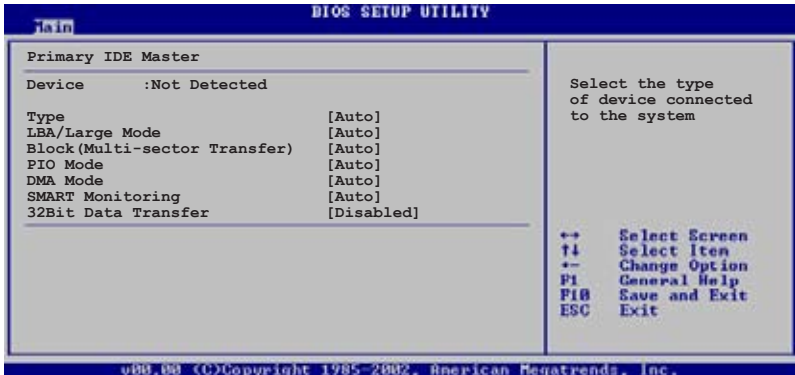 BIOS SETUP UTILITY
Main
Primary IDE Master
Device :Not Detected
Type [Auto]
LBA/Large Mode [Auto]
Block(Multi-sector Transfer) [Auto]
PIO Mode [Auto]
DMA Mode [Auto]
SMART Monitoring [Auto]
32Bit Data Transfer [Disabled]
Select the type
of device connected
to the system
↔ Select Screen
↑↓ Select Item
+- Change Option
F1 General Help
F10 Save and Exit
ESC Exit
v00.00 (C)Copyright 1985-2002, American Megatrends, Inc.